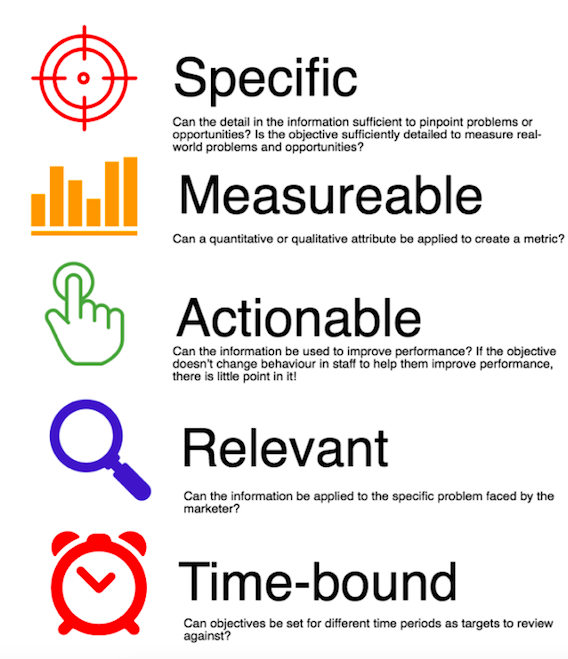 Specific
Can the detail in the information sufficient to pinpoint problems or
opportunities? Is the objective sufficiently detailed to measure real-
world problems and opportunities?
Measureable
Can a quantitative or qualitative attribute be applied to create a metric?
Actionable
Can the information be used to improve performance? If the objective
doesn't change behaviour in staff to help them improve performance,
there is little point in it!
Relevant
Can the information be applied to the specific problem faced by the
marketer?
Time-bound
Can objectives be set for different time periods as targets to review
against?